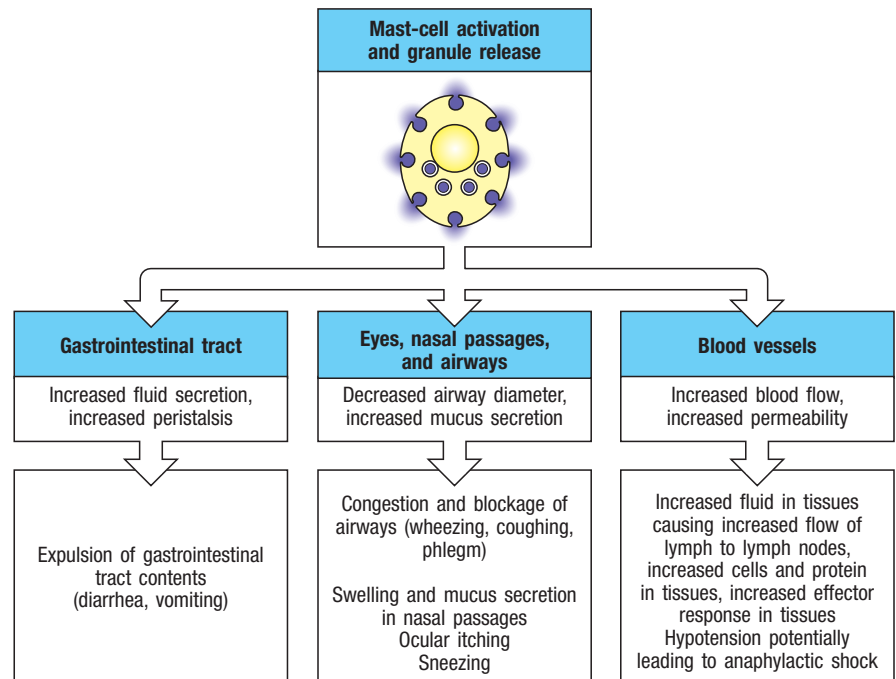 Mast-cell activation
and granule release
Gastrointestinal tract
Increased fluid secretion,
increased peristalsis
Expulsion of gastrointestinal
tract contents
(diarrhea, vomiting)
Eyes, nasal passages,
and airways
Decreased airway diameter,
increased mucus secretion
Congestion and blockage of
airways (wheezing, coughing,
phlegm)
Swelling and mucus secretion
in nasal passages
Ocular itching
Sneezing
Blood vessels
Increased blood flow,
increased permeability
Increased fluid in tissues
causing increased flow of
lymph to lymph nodes,
increased cells and protein
in tissues, increased effector
response in tissues
Hypotension potentially
leading to anaphylactic shock